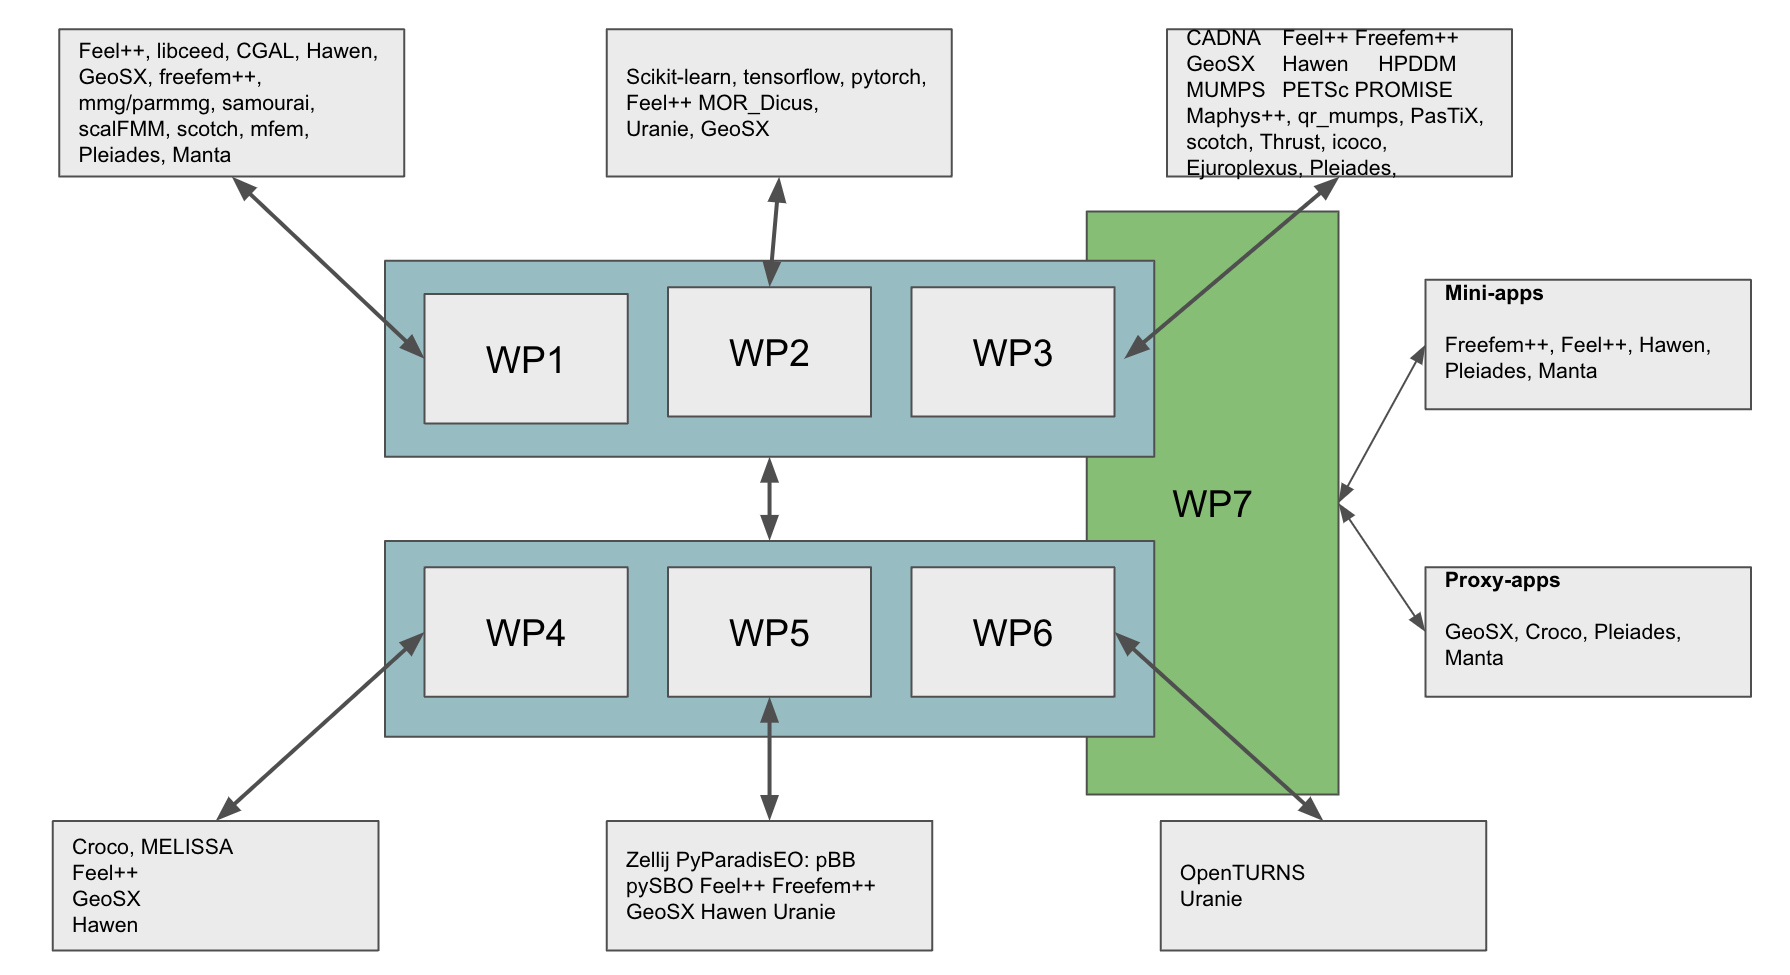 Feel++, libceed, CGAL, Hawen,
GeoSX, freefem++,
mmg/parmmg, samourai,
scalFMM, scotch, mfem,
Pleiades, Manta
Scikit-learn, tensorflow, pytorch,
Feel++ MOR_Dicus,
Uranie, GeoSX
CADNA Feel++ Freefem++
GeoSX Hawen HPDDM
MUMPS PETSc PROMISE
Maphys++, qr_mumps, PasTiX,
scotch, Thrust, icoco,
Ejuroplexus, Pleiades,
WP1
WP2
WP3
Mini-apps
Freefem++, Feel++, Hawen,
Pleiades, Manta
WP7
WP4
WP5
WP6
Proxy-apps
GeoSX, Croco, Pleiades,
Manta
Croco, MELISSA
Feel++
GeoSX
Hawen
Zellij PyParadisEO: pBB
pySBO Feel++ Freefem++
GeoSX Hawen Uranie
OpenTURNS
Uranie